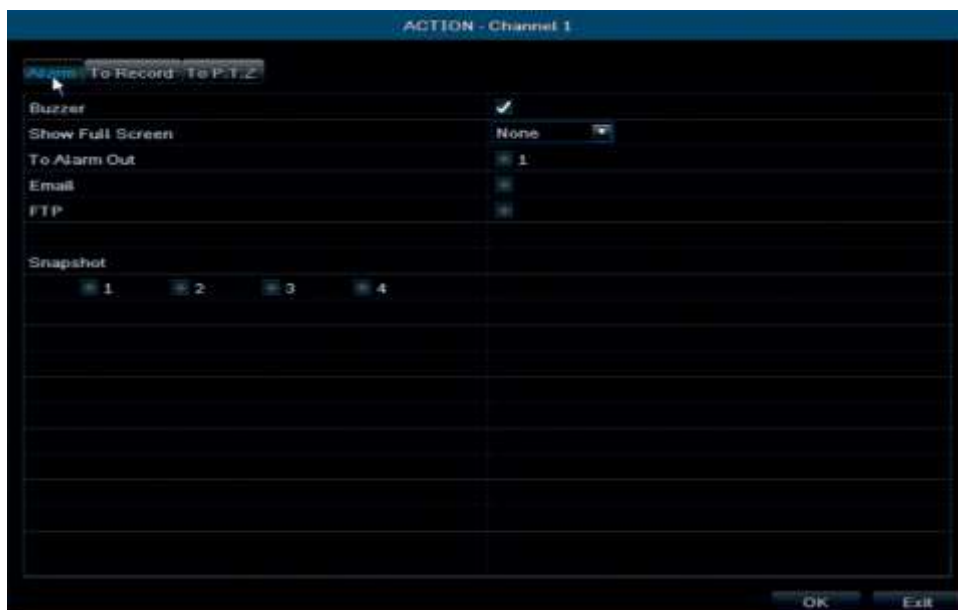 ACTION - Channel 1
Alarm To Record To P.T.Z
Buzzer
Show Full Screen None
To Alarm Out 1
Email
FTP
Snapshot
1 2 3 4
OK Exit